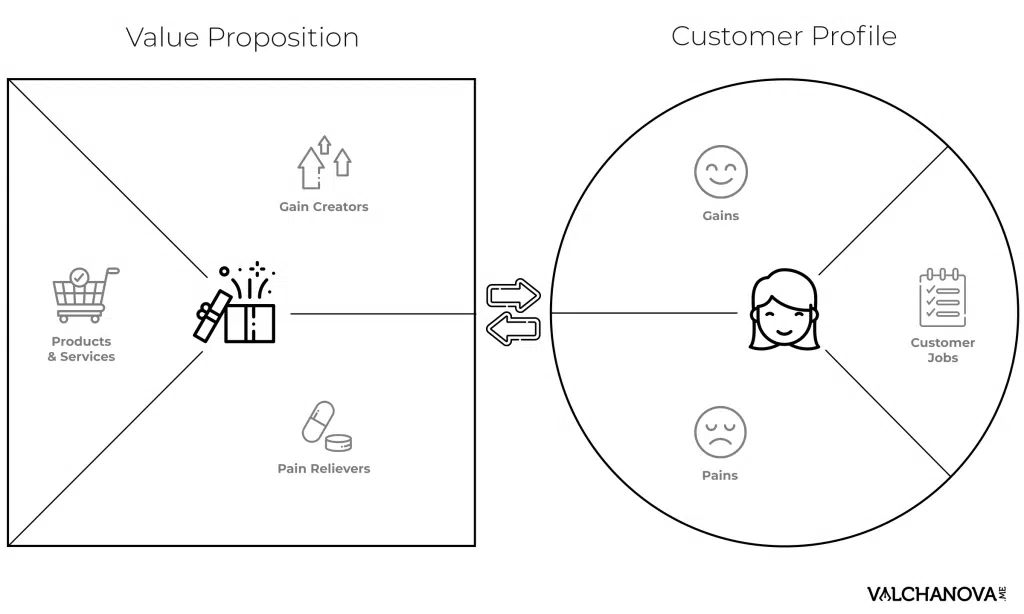 Value Proposition
Customer Profile
Gain Creators
Products
& Services
Pain Relievers
Gains
Customer
Jobs
Pains
VALCHANOVA.ME